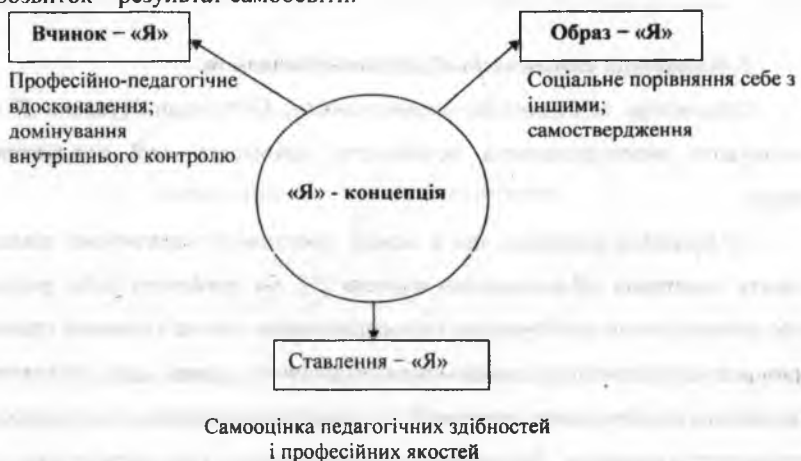 розвиток – результат самоосвіти.
Вчинок – «Я»
Образ – «Я»
Професійно-педагогічне
вдосконалення;
домінування
внутрішнього контролю
Соціальне порівняння себе з
іншими;
самоствердження
«Я» - концепція
Ставлення – «Я»
Самооцінка педагогічних здібностей
і професійних якостей